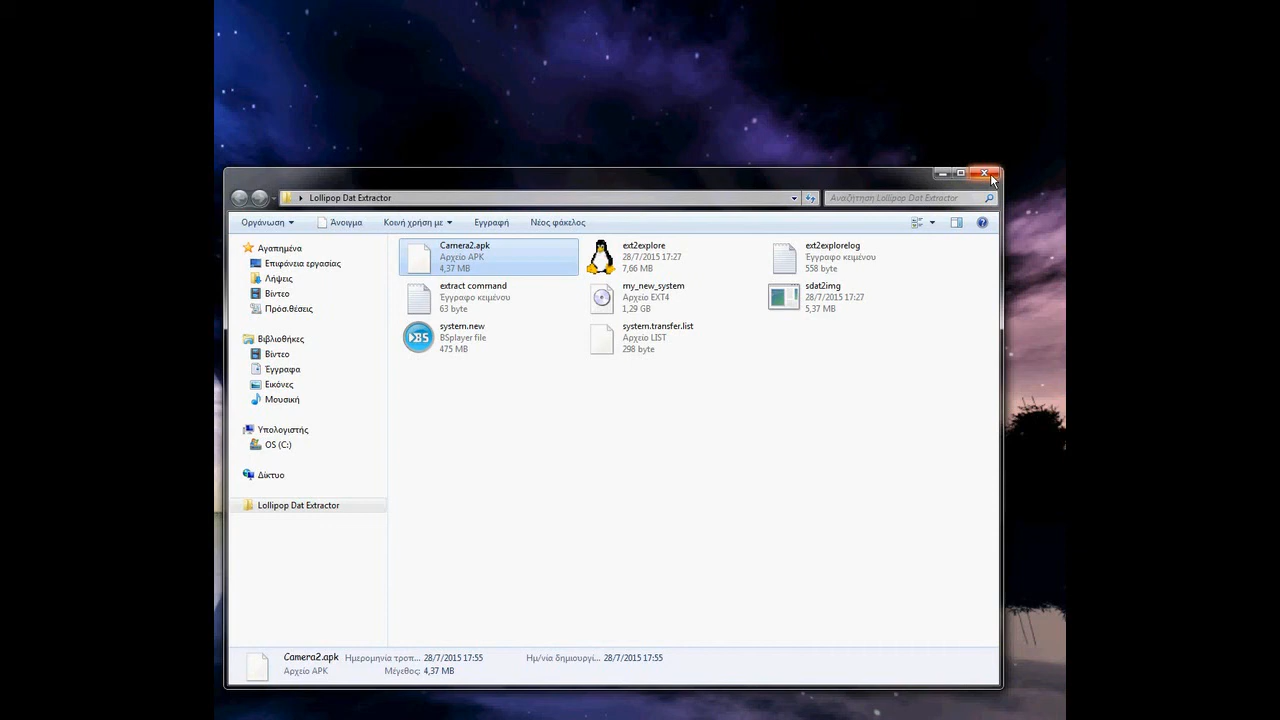 Lollipop Dat Extractor
Αναζήτηση Lollipop Dat Extractor
Οργάνωση
Άνοιγμα
Κοινή χρήση με
Εγγραφή
Νέος φάκελος
Αγαπημένα
Επιφάνεια εργασίας
Λήψεις
Βίντεο
Πρόσ.θέσεις
Βιβλιοθήκες
Βίντεο
Έγγραφα
Εικόνες
Μουσική
Υπολογιστής
OS (C:)
Δίκτυο
Lollipop Dat Extractor
Camera2.apk
Αρχείο APK
4,37 MB
ext2explore
28/7/2015 17:27
7,66 MB
ext2explorelog
Έγγραφο κειμένου
558 byte
extract command
Έγγραφο κειμένου
63 byte
my_new_system
Αρχείο EXT4
1,29 GB
sdat2img
28/7/2015 17:27
5,37 MB
BS
system.new
BSplayer file
475 MB
system.transfer.list
Αρχείο LIST
298 byte
Camera2.apk Ημερομηνία τροπ... 28/7/2015 17:55 Ημ/νία δημιουργί... 28/7/2015 17:55
Αρχείο APK Μέγεθος: 4,37 MB